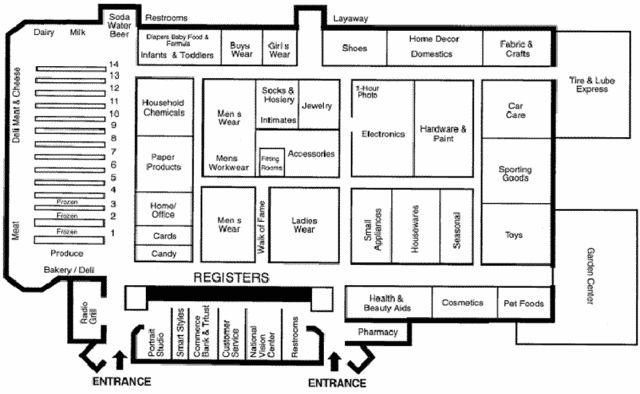 Soda
Water
Beer
Restrooms
Layaway
Dairy
Milk
Diapers Baby Food &
Formula
Infants & Toddlers
Boys
Wear
Girl's
Wear
Shoes
Home Decor
Domestics
Fabric &
Crafts
Tire & Lube
Express
Deli Meat & Cheese
Meat
14
13
12
11
10
9
8
7
6
5
4
Frozen
3
Frozen
2
Frozen
1
Produce
Bakery / Deli
Household
Chemicals
Paper
Products
Home/
Office
Cards
Candy
Men s
Wear
Mens
Workwear
Socks &
Hosiery
Intimates
Jewelry
Fitting
Rooms
Accessories
Men s
Wear
Walk of Fame
Ladies
Wear
1-Hour
Photo
Electronics
Hardware &
Paint
Small
Appliances
Housewares
Seasonal
Car
Care
Sporting
Goods
Toys
Garden Center
REGISTERS
Health &
Beauty Aids
Cosmetics
Pet Foods
Pharmacy
Radio
Grill
Portrait
Studio
Smart Styles
Commerce
Bank & Trust
Customer
Service
National
Vision
Center
Restrooms
ENTRANCE
ENTRANCE